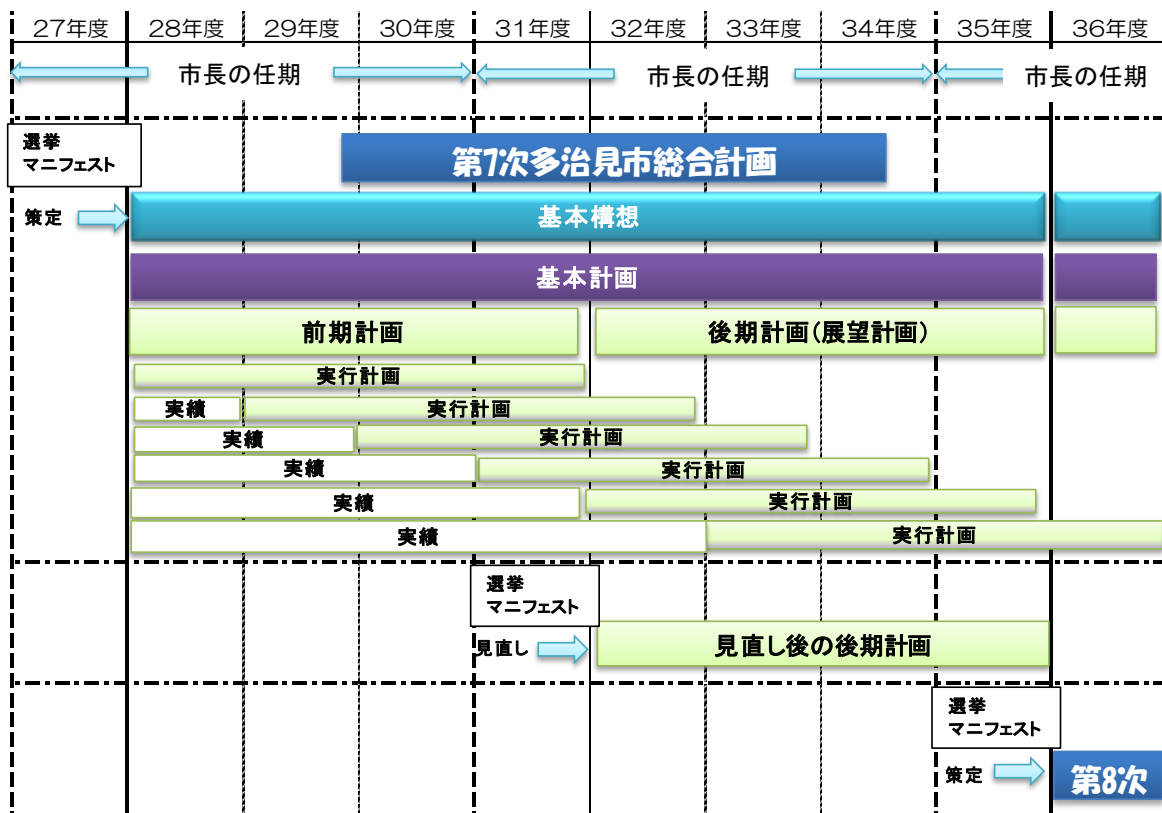 27年度 28年度 29年度 30年度 31年度 32年度 33年度 34年度 35年度 36年度
市長の任期 市長の任期 市長の任期
選挙
マニフェスト
第7次多治見市総合計画
策定 基本構想
基本計画
前期計画 後期計画(展望計画)
実行計画
実績 実行計画
実績 実行計画
実績 実行計画
実績 実行計画
実績 実行計画
選挙
マニフェスト
見直し 見直し後の後期計画
選挙
マニフェスト
策定 第8次